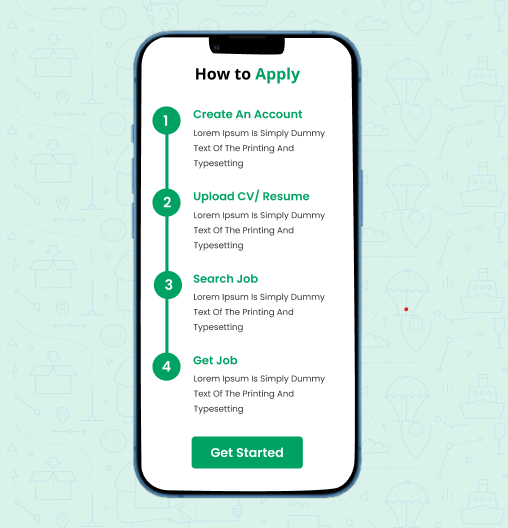 How to Apply
1
Create An Account
Lorem Ipsum Is Simply Dummy
Text Of The Printing And
Typesetting
2
Upload CV/ Resume
Lorem Ipsum Is Simply Dummy
Text Of The Printing And
Typesetting
3
Search Job
Lorem Ipsum Is Simply Dummy
Text Of The Printing And
Typesetting
4
Get Job
Lorem Ipsum Is Simply Dummy
Text Of The Printing And
Typesetting
Get Started